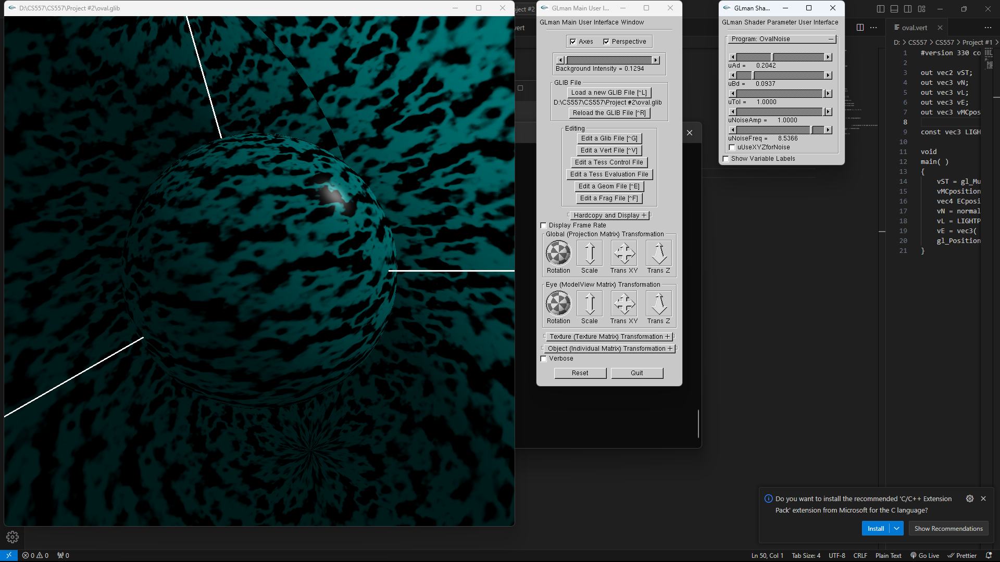 D:\CS557\CS557\Project #2\oval.glib
GLman Main User I...
GLman Main User Interface Window
Axes
Perspective
Background Intensity = 0.1294
GLIB File
Load a new GLIB File [^L]
D:\CS557\CS557\Project #2\oval.glib
Reload the GLIB File [^R]
Editing
Edit a Glib File [^G]
Edit a Vert File [^V]
Edit a Tess Control File
Edit a Tess Evaluation File
Edit a Geom File [^E]
Edit a Frag File [^F]
Hardcopy and Display +
Display Frame Rate
Global (Projection Matrix) Transformation
Rotation Scale Trans XY Trans Z
Eye (ModelView Matrix) Transformation
Rotation Scale Trans XY Trans Z
Texture (Texture Matrix) Transformation +
Object (Individual Matrix) Transformation +
Verbose
Reset Quit
GLman Sha...
GLman Shader Parameter User Interface
Program: OvalNoise
uAd = 0.2042
uBd = 0.0937
uTol = 1.0000
uNoiseAmp = 1.0000
uNoiseFreq = 8.5366
uUseXYZforNoise
Show Variable Labels
ject #2
vert
oval.vert
D: > CS557 > CS557 > Project #1 >
1 #version 330 co
2
3 out vec2 vST;
4 out vec3 vN;
5 out vec3 vL;
6 out vec3 vE;
7 out vec3 vMCpos
8
9 const vec3 LIGH
10
11 void
12 main( )
13 {
14 vST = gl_Mu
15 vMCposition
16 vec4 ECposi
17 vN = normal
18 vL = LIGHTP
19 vE = vec3(
20 gl_Position
21 }
Do you want to install the recommended 'C/C++ Extension
Pack' extension from Microsoft for the C language?
Install
Show Recommendations
0 0 0
Ln 50, Col 1 Tab Size: 4 UTF-8 CRLF Plain Text Go Live Prettier